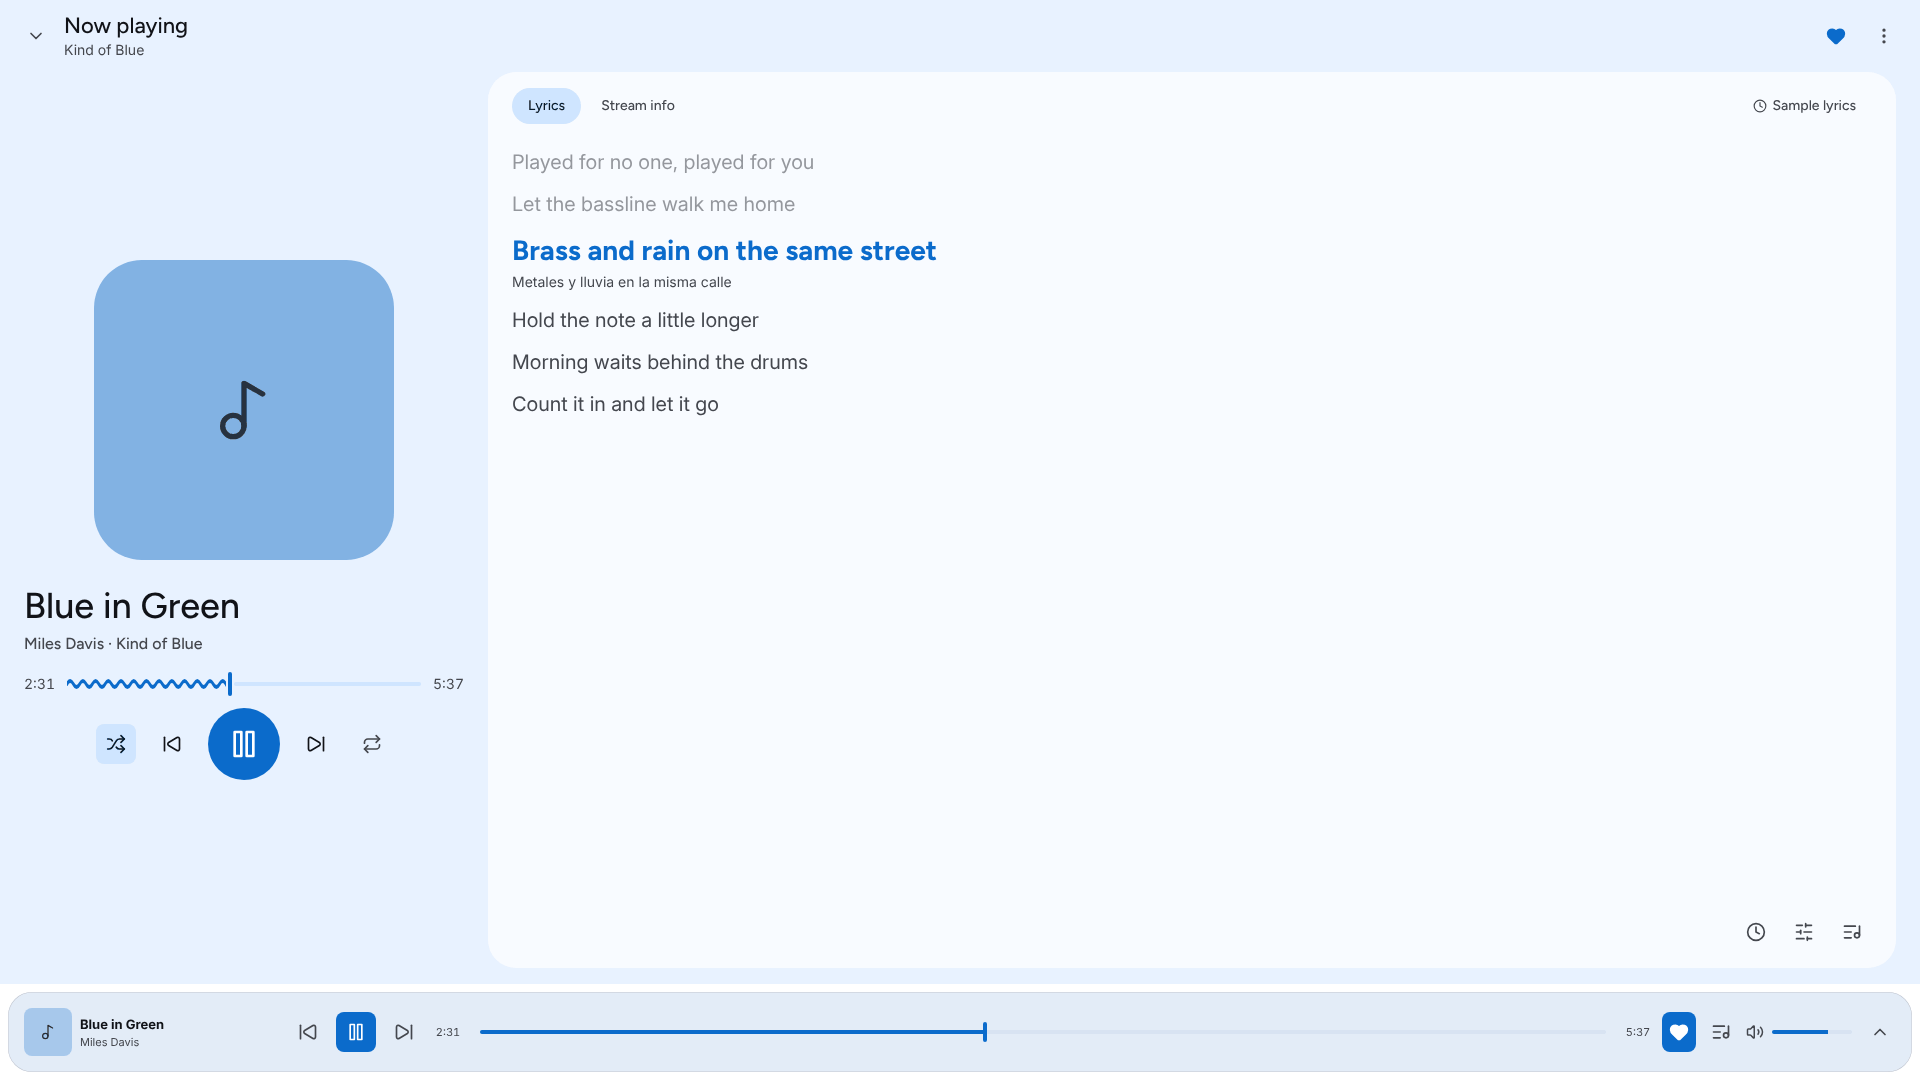 Now playing
Kind of Blue
Lyrics
Stream info
Sample lyrics
Played for no one, played for you
Let the bassline walk me home
Brass and rain on the same street
Metales y lluvia en la misma calle
Hold the note a little longer
Morning waits behind the drums
Count it in and let it go
Blue in Green
Miles Davis · Kind of Blue
2:31
5:37
Blue in Green
Miles Davis
2:31
5:37